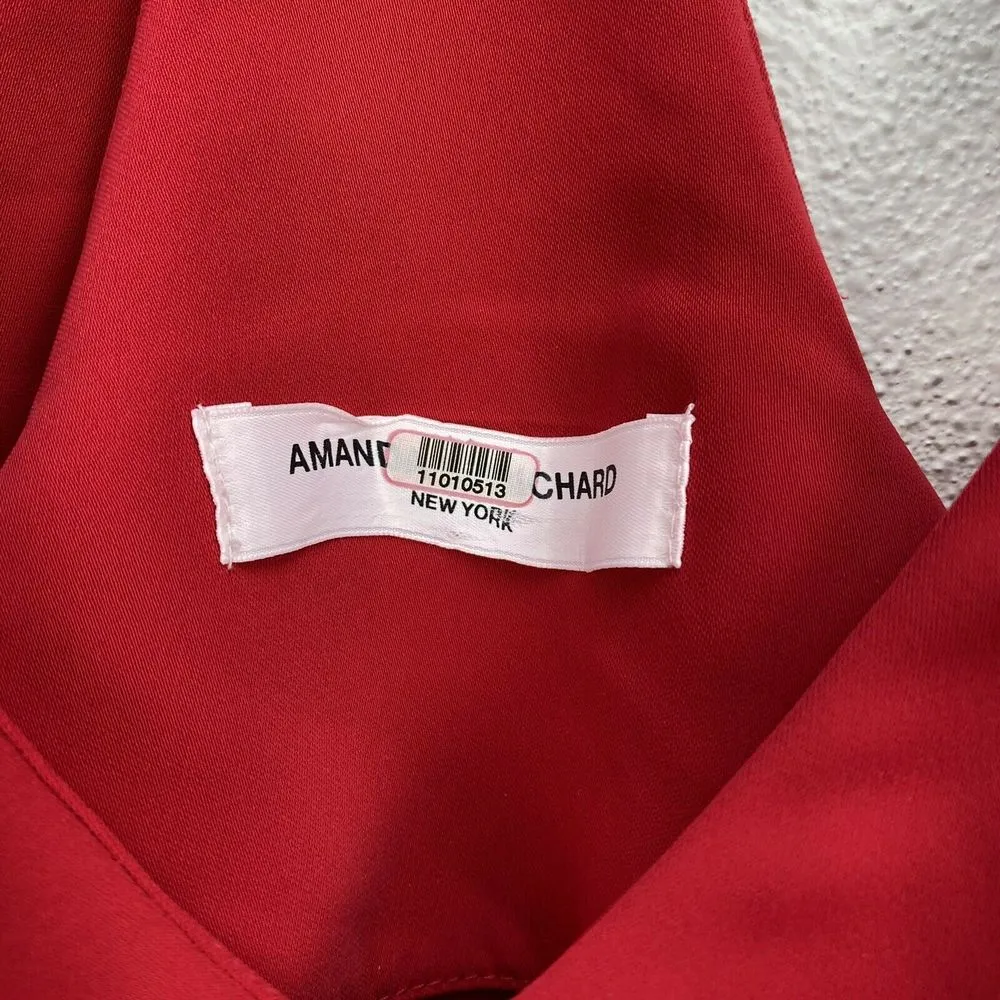 AMAND CHARD
11010513
NEW YORK